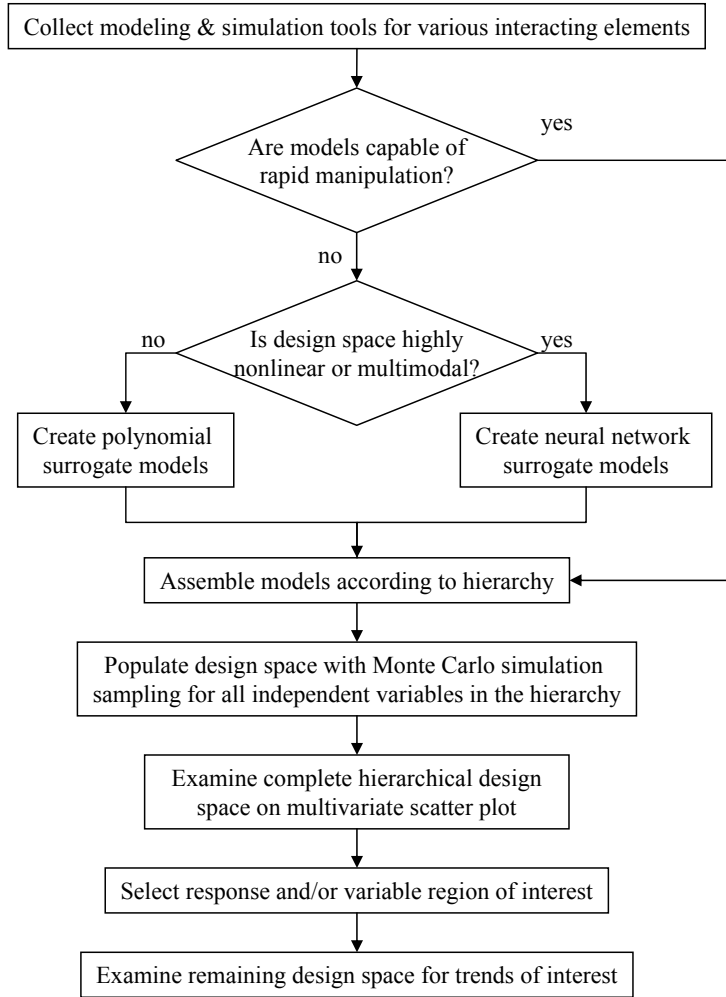 Collect modeling & simulation tools for various interacting elements
yes
Are models capable of
rapid manipulation?
no
no
Is design space highly
nonlinear or multimodal?
yes
Create polynomial
surrogate models
Create neural network
surrogate models
Assemble models according to hierarchy
Populate design space with Monte Carlo simulation
sampling for all independent variables in the hierarchy
Examine complete hierarchical design
space on multivariate scatter plot
Select response and/or variable region of interest
Examine remaining design space for trends of interest